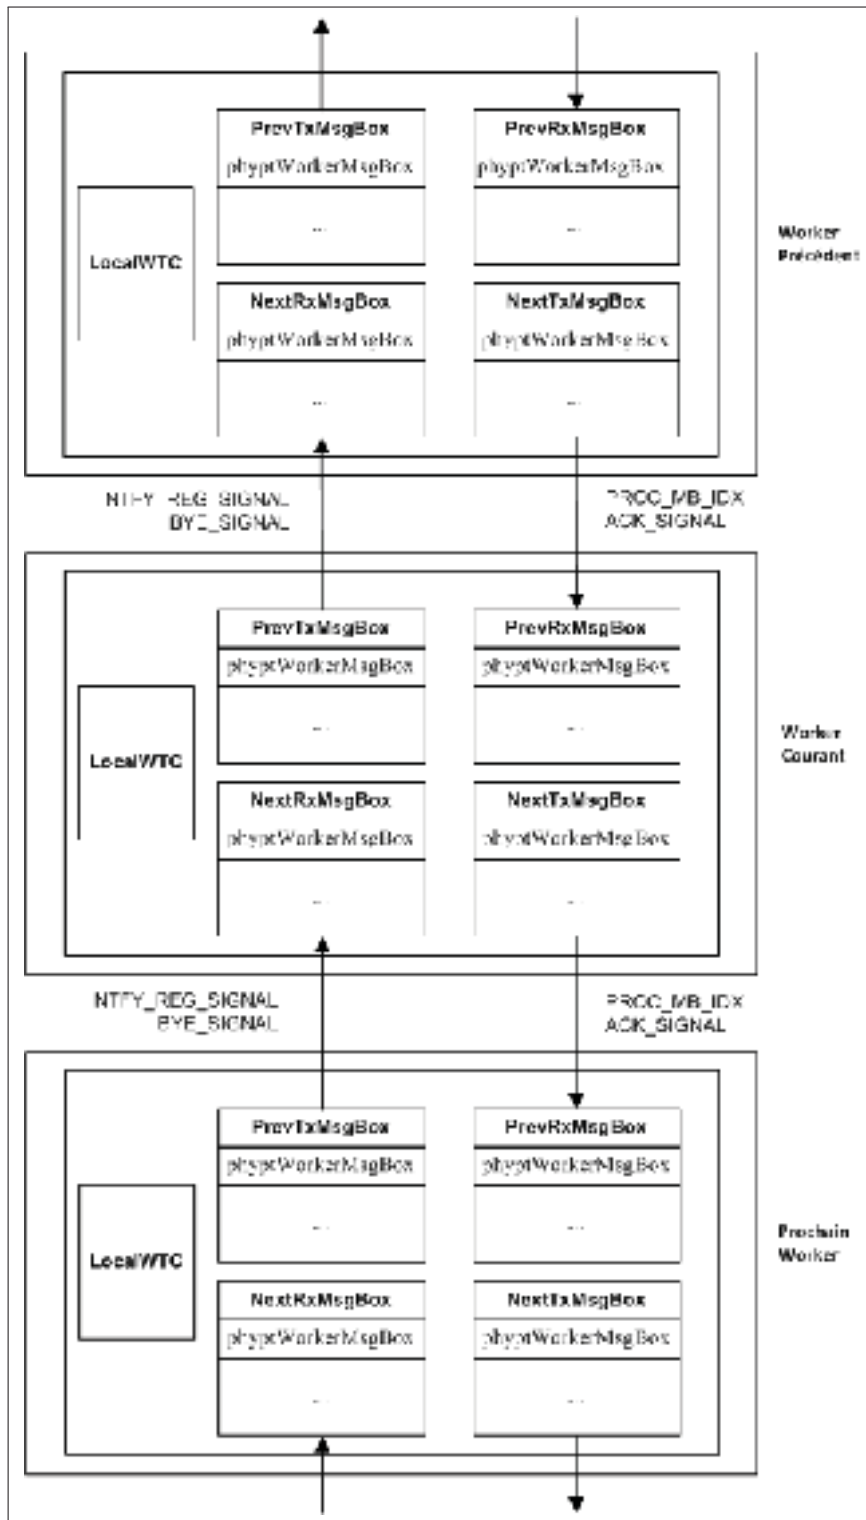 PrevTxMsgBox
phyptWorkerMsgBox
...
PrevRxMsgBox
phyptWorkerMsgBox
...
LocalWTC
NextRxMsgBox
phyptWorkerMsgBox
...
NextTxMsgBox
phyptWorkerMsgBox
...
Worker
Précédent
NTFY_REG_SIGNAL
BYE_SIGNAL
PROC_MB_IDX
ACK_SIGNAL
PrevTxMsgBox
phyptWorkerMsgBox
...
PrevRxMsgBox
phyptWorkerMsgBox
...
LocalWTC
NextRxMsgBox
phyptWorkerMsgBox
...
NextTxMsgBox
phyptWorkerMsgBox
...
Worker
Courant
NTFY_REG_SIGNAL
BYE_SIGNAL
PROC_MB_IDX
ACK_SIGNAL
PrevTxMsgBox
phyptWorkerMsgBox
...
PrevRxMsgBox
phyptWorkerMsgBox
...
LocalWTC
NextRxMsgBox
phyptWorkerMsgBox
...
NextTxMsgBox
phyptWorkerMsgBox
...
Prochain
Worker